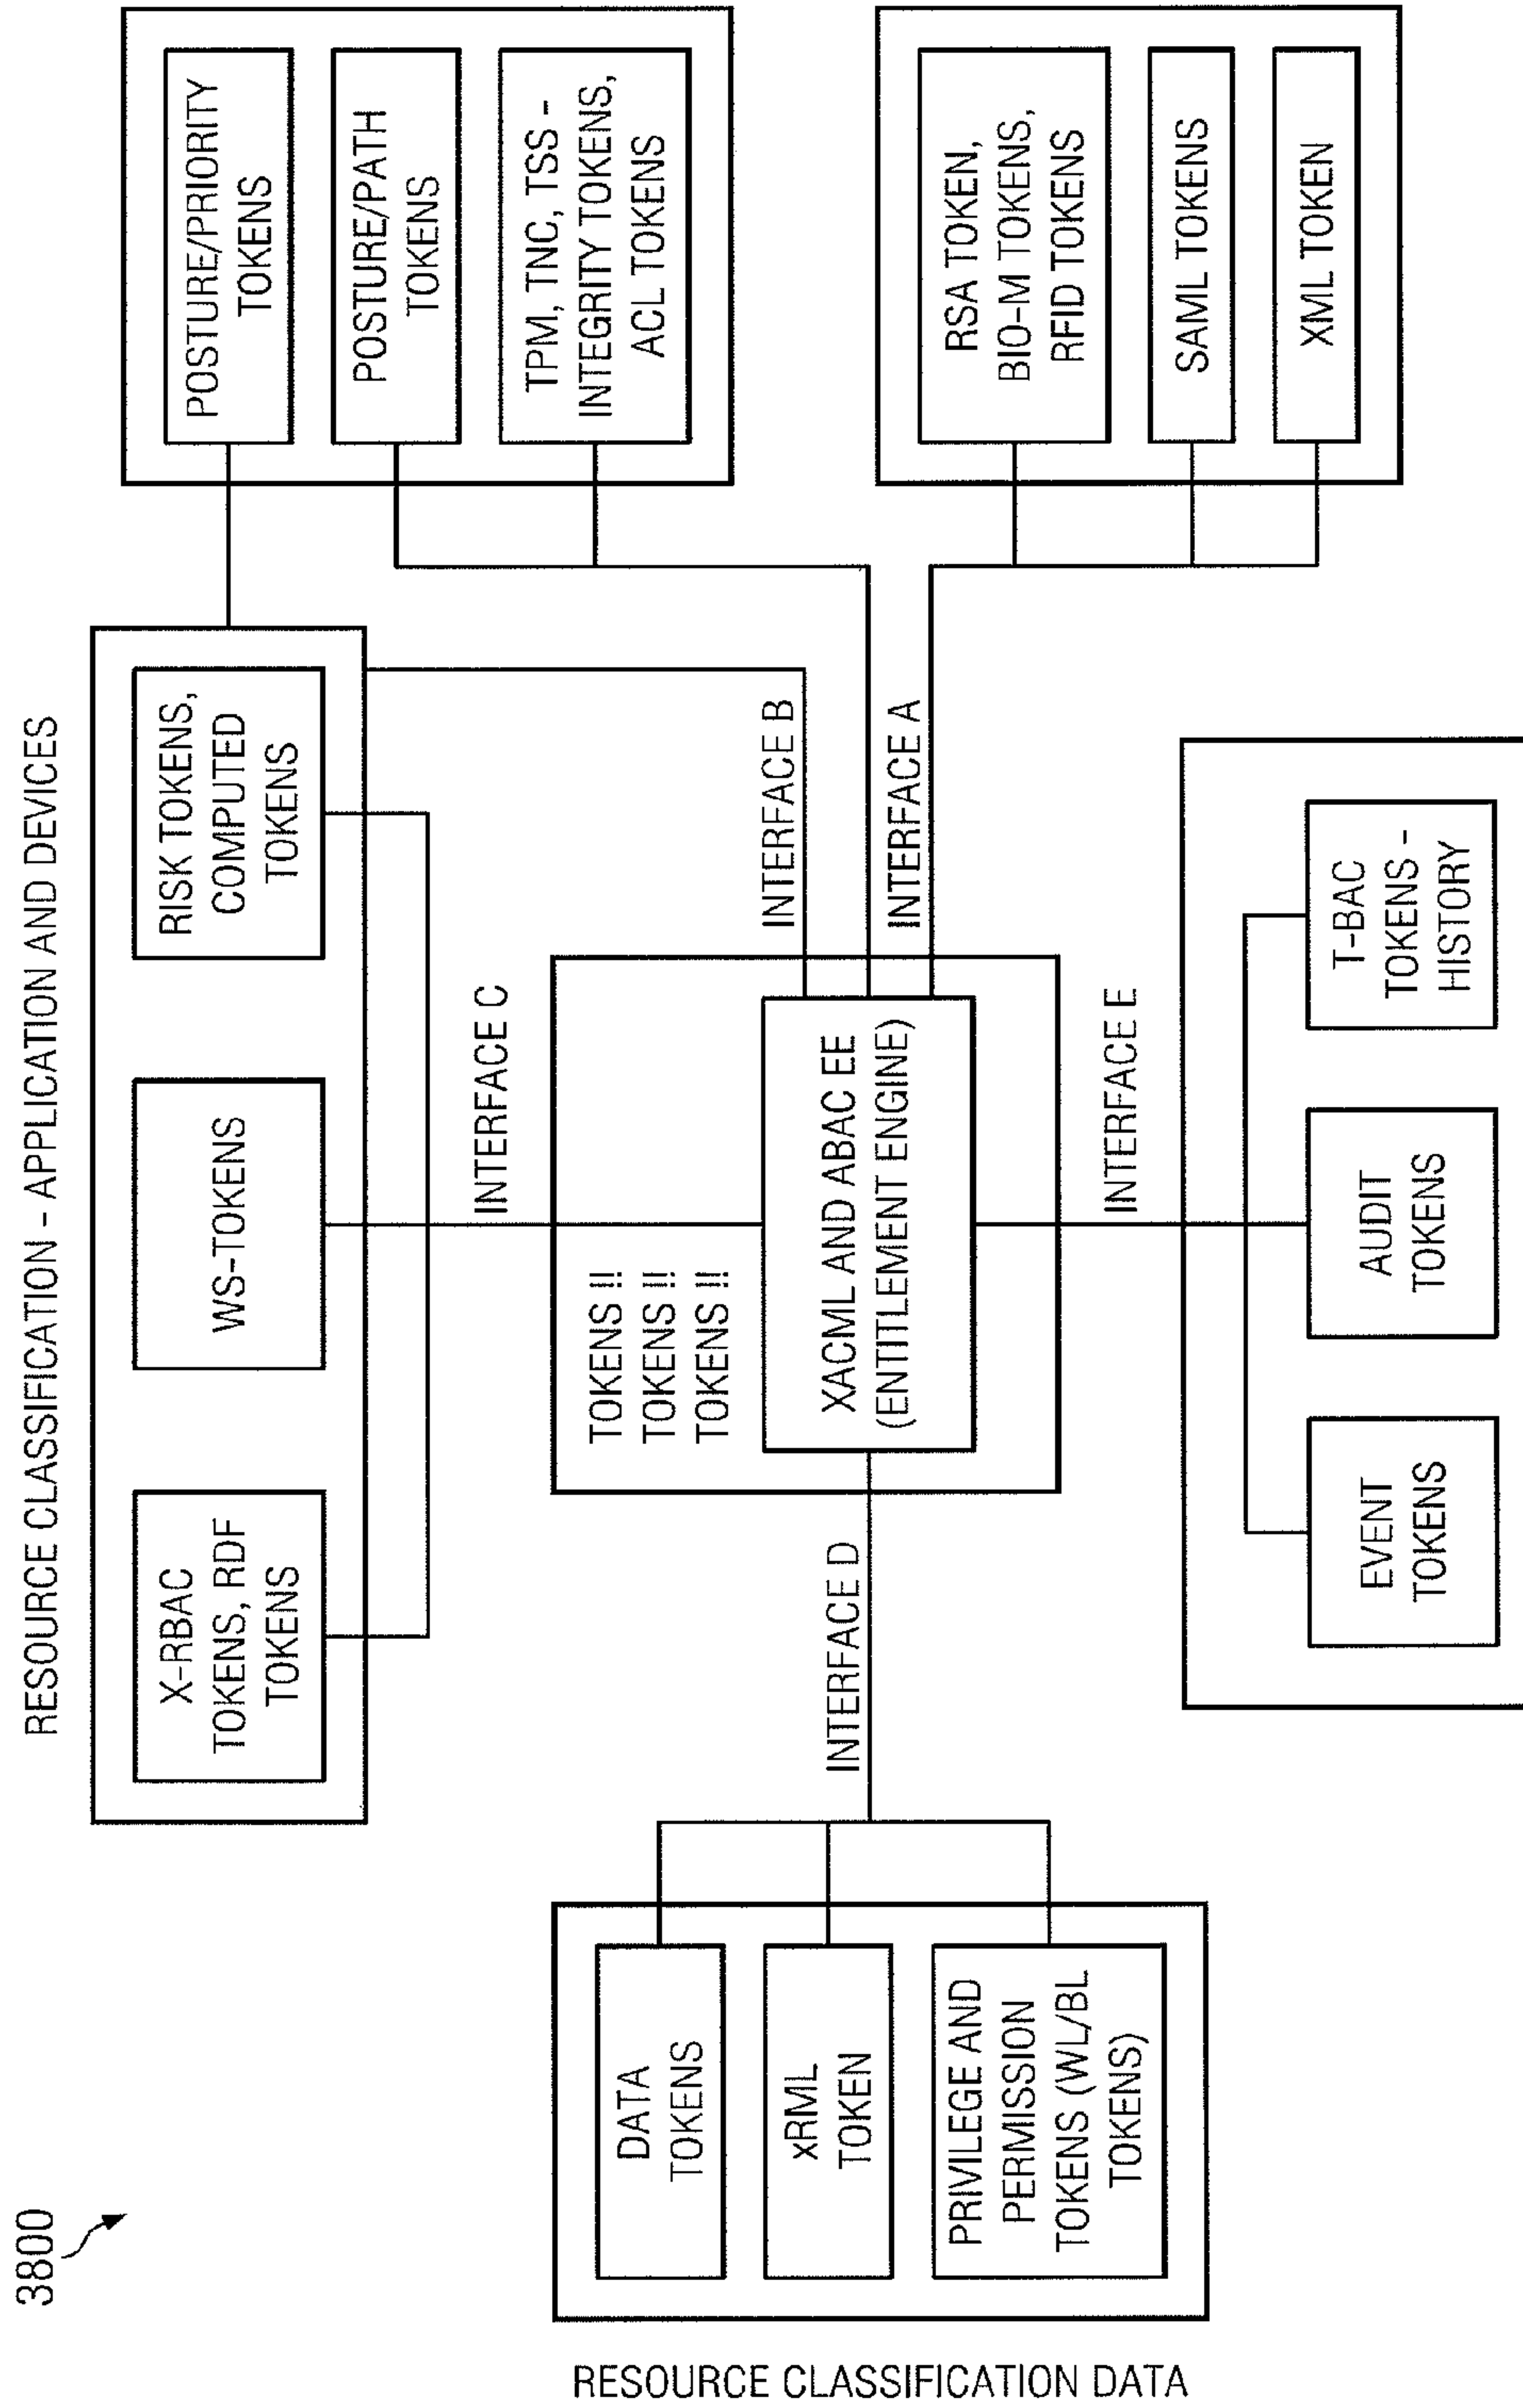 3800
RESOURCE CLASSIFICATION - APPLICATION AND DEVICES
X-RBAC
TOKENS, RDF
TOKENS
WS-TOKENS
RISK TOKENS,
COMPUTED
TOKENS
POSTURE/PRIORITY
TOKENS
POSTURE/PATH
TOKENS
TPM, TNC, TSS -
INTEGRITY TOKENS,
ACL TOKENS
INTERFACE C
INTERFACE B
INTERFACE A
TOKENS !!
TOKENS !!
TOKENS !!
XACML AND ABAC EE
(ENTITLEMENT ENGINE)
INTERFACE D
INTERFACE E
DATA
TOKENS
xRML
TOKEN
PRIVILEGE AND
PERMISSION
TOKENS (WL/BL
TOKENS)
RESOURCE CLASSIFICATION DATA
RSA TOKEN,
BIO-M TOKENS,
RFID TOKENS
SAML TOKENS
XML TOKEN
EVENT
TOKENS
AUDIT
TOKENS
T-BAC
TOKENS -
HISTORY